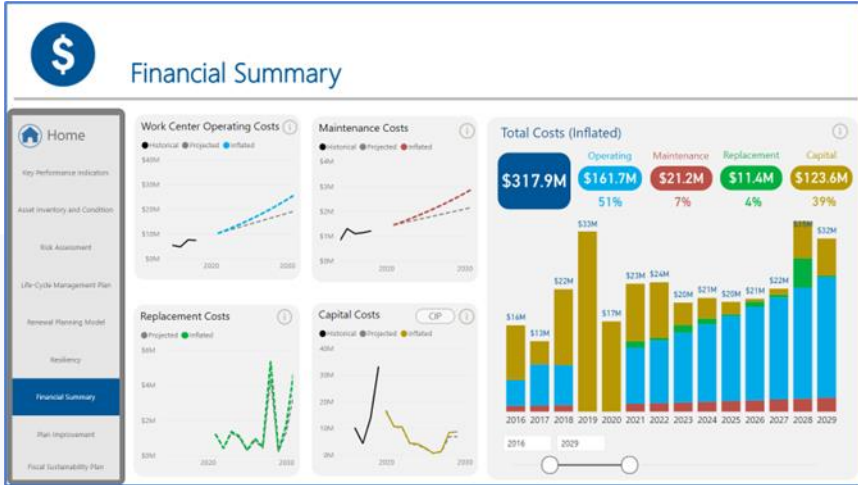 $
Financial Summary
Home
Key Performance Indicators
Asset Inventory and Condition
Risk Assessment
Life-Cycle Management Plan
Renewal Planning Model
Resiliency
Financial Summary
Plan Improvement
Fiscal Sustainability Plan
Work Center Operating Costs
Historical Projected Inflated
$40M
$30M
$20M
$10M
$0M
2020 2030
Maintenance Costs
Historical Projected Inflated
$4M
$3M
$2M
$1M
$0M
2020 2030
Replacement Costs
Projected Inflated
$6M
$4M
$2M
$0M
2020 2030
Capital Costs
CIP
Historical Projected Inflated
40M
30M
20M
10M
0M
2020 2030
Total Costs (Inflated)
Operating Maintenance Replacement Capital
$317.9M $161.7M $21.2M $11.4M $123.6M
51% 7% 4% 39%
$16M $13M $22M $33M $17M $23M $24M $20M $21M $20M $21M $22M $35M $32M
2016 2017 2018 2019 2020 2021 2022 2023 2024 2025 2026 2027 2028 2029
2016 2029